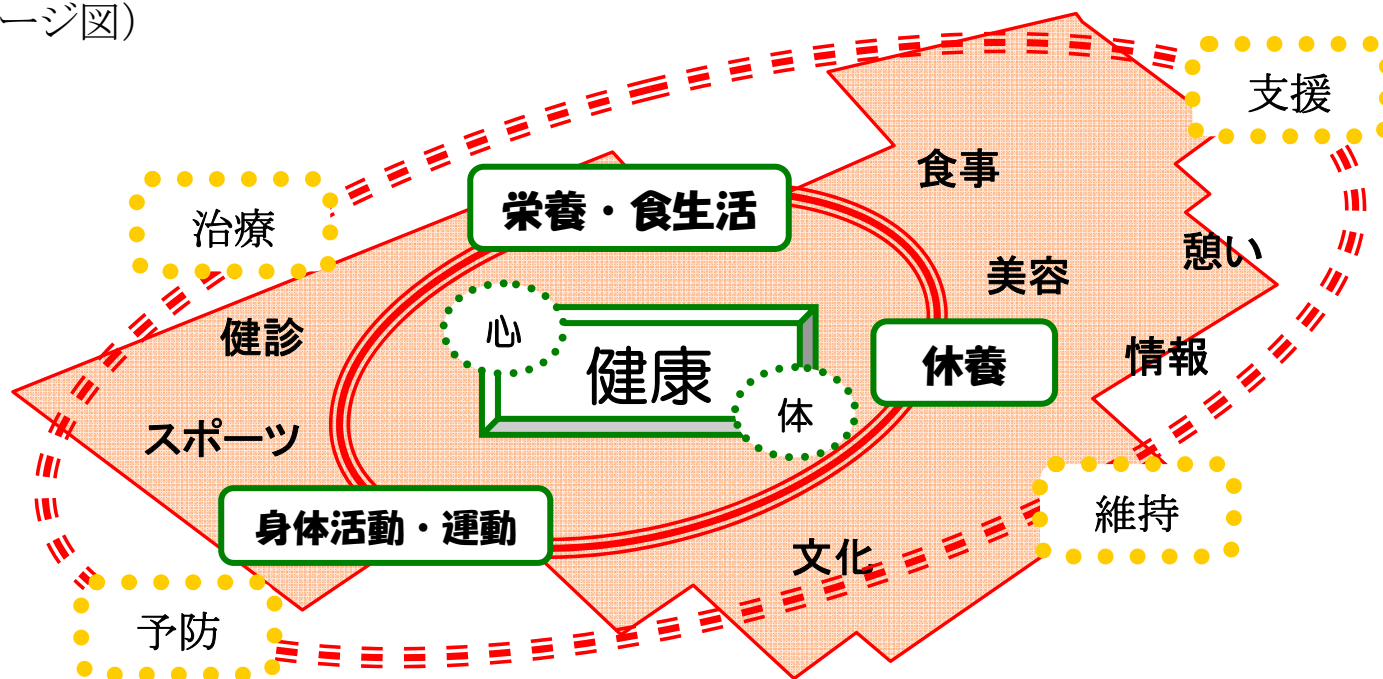 ージ図）
支援
食事
栄養・食生活
治療
憩い
美容
心
健診
健康
休養
情報
体
スポーツ
維持
身体活動・運動
文化
予防